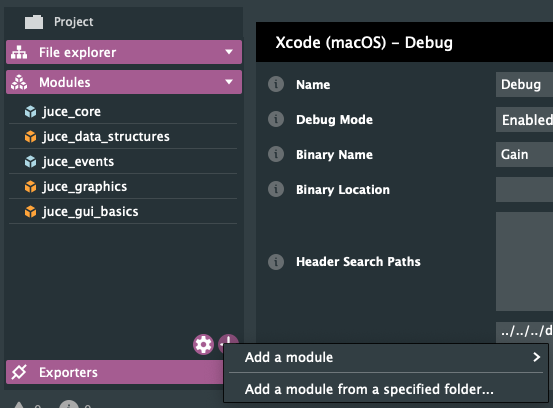 Project
File explorer
Modules
juce_core
juce_data_structures
juce_events
juce_graphics
juce_gui_basics
Exporters
Xcode (macOS) – Debug
Name Debug
Debug Mode Enabled
Binary Name Gain
Binary Location
Header Search Paths
../../../d
Add a module
Add a module from a specified folder...